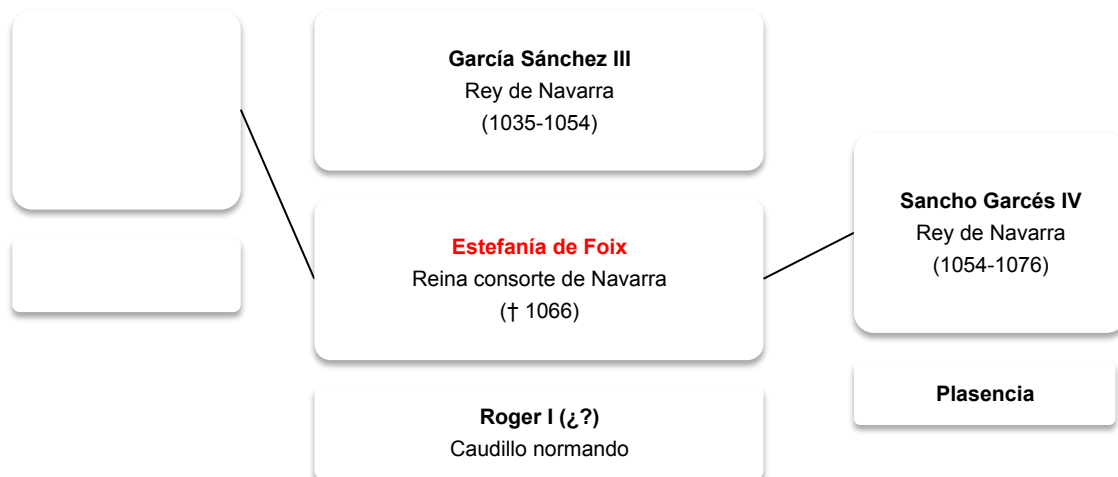 García Sánchez III
Rey de Navarra
(1035-1054)
Estefanía de Foix
Reina consorte de Navarra
(† 1066)
Roger I (¿?)
Caudillo normando
Sancho Garcés IV
Rey de Navarra
(1054-1076)
Plasencia